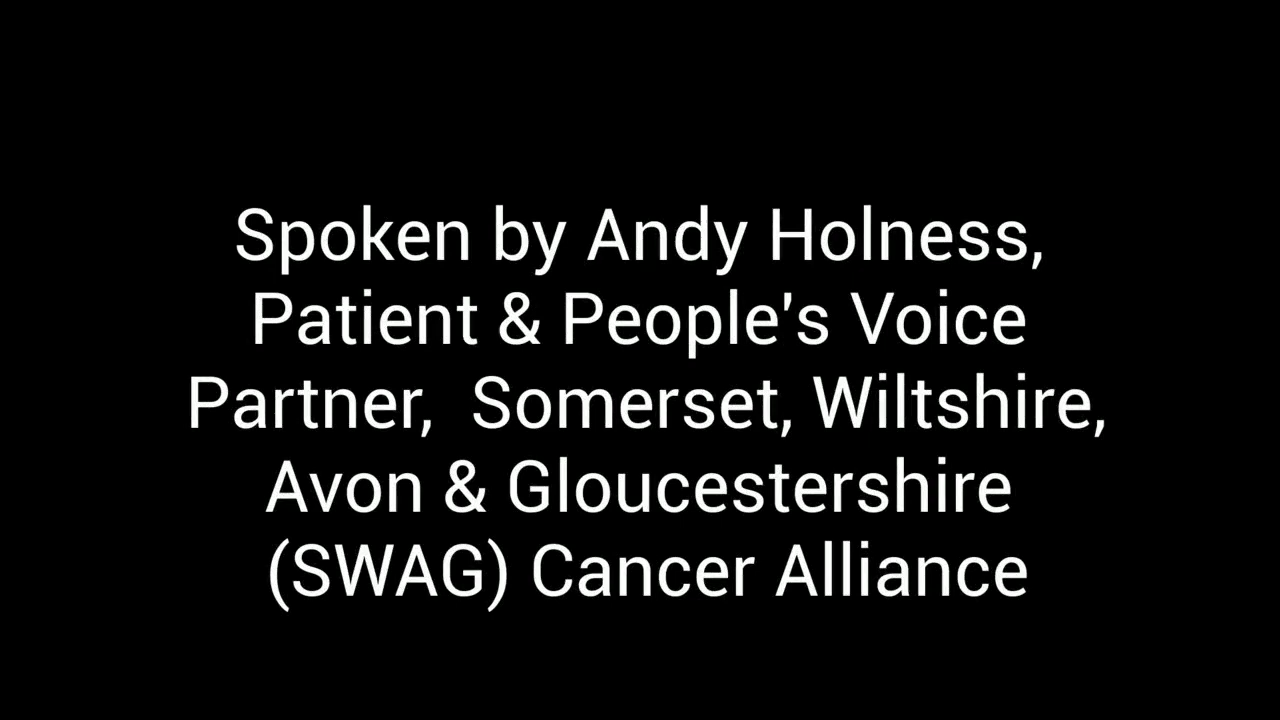 Spoken by Andy Holness,
Patient & People's Voice
Partner,  Somerset, Wiltshire,
Avon & Gloucestershire
(SWAG) Cancer Alliance